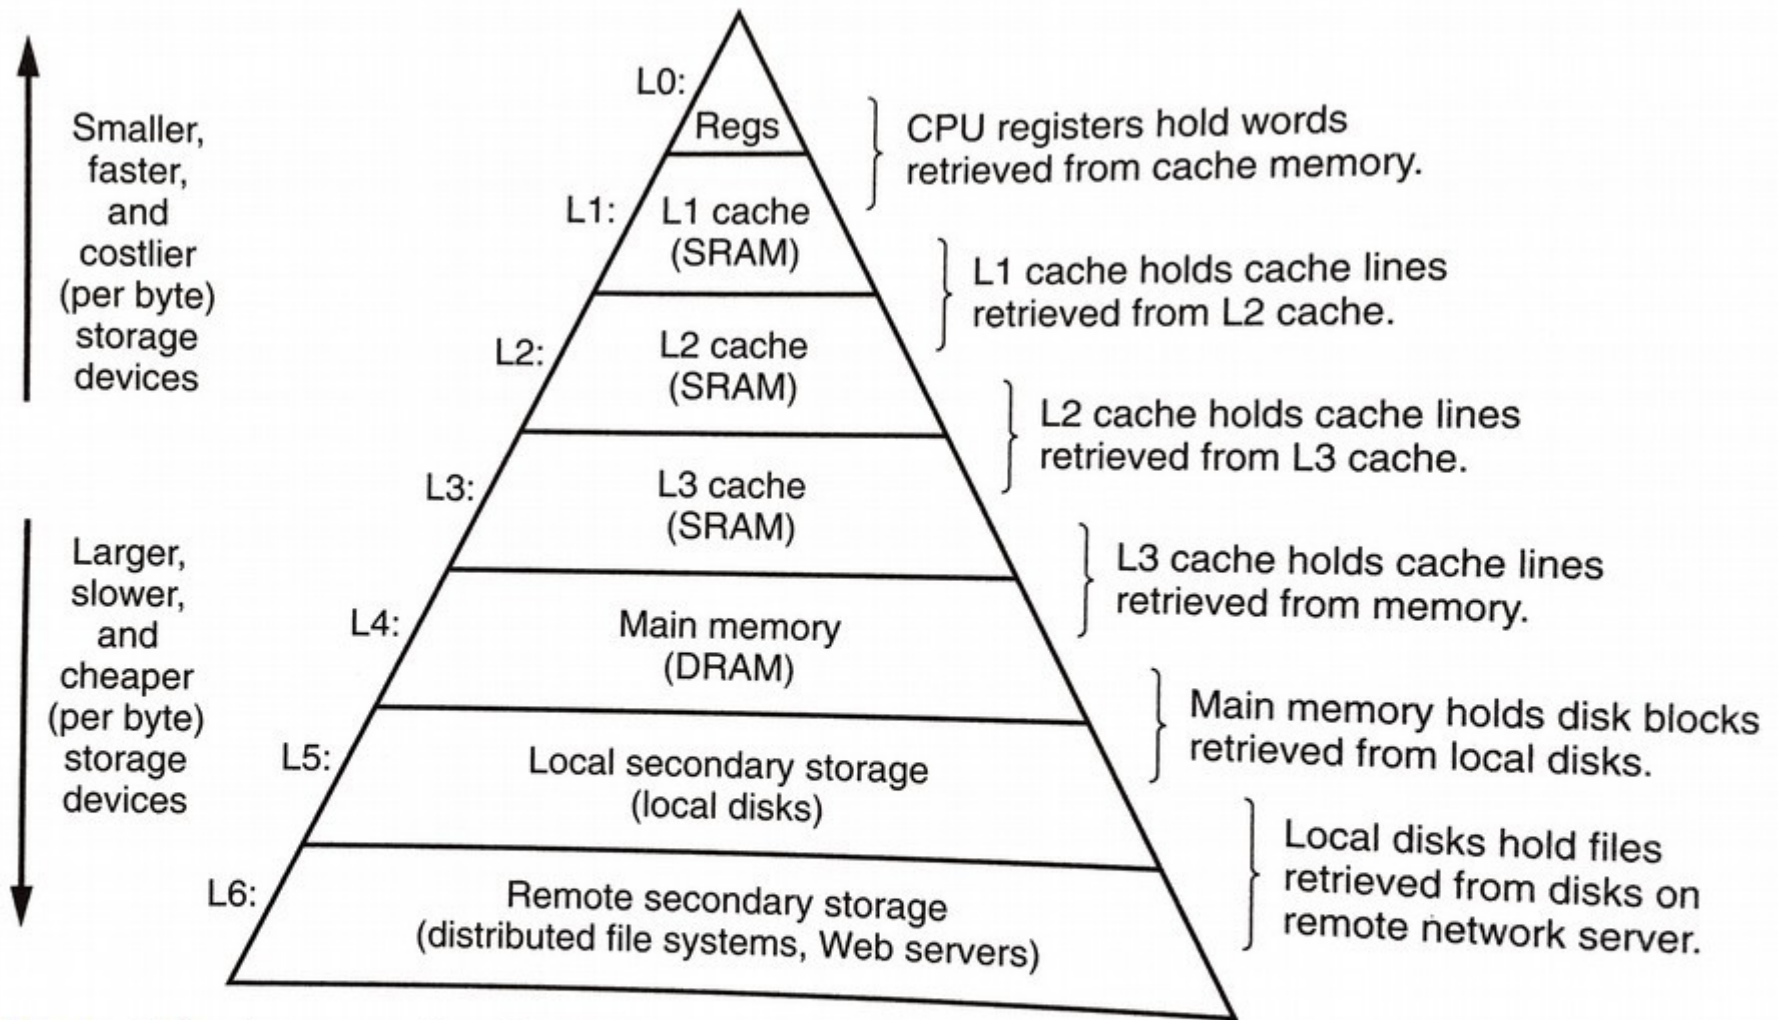 Smaller,
faster,
and
costlier
(per byte)
storage
devices
Larger,
slower,
and
cheaper
(per byte)
storage
devices
L0:
Regs
CPU registers hold words
retrieved from cache memory.
L1:
L1 cache
(SRAM)
L1 cache holds cache lines
retrieved from L2 cache.
L2:
L2 cache
(SRAM)
L2 cache holds cache lines
retrieved from L3 cache.
L3:
L3 cache
(SRAM)
L3 cache holds cache lines
retrieved from memory.
L4:
Main memory
(DRAM)
Main memory holds disk blocks
retrieved from local disks.
L5:
Local secondary storage
(local disks)
Local disks hold files
retrieved from disks on
remote network server.
L6:
Remote secondary storage
(distributed file systems, Web servers)